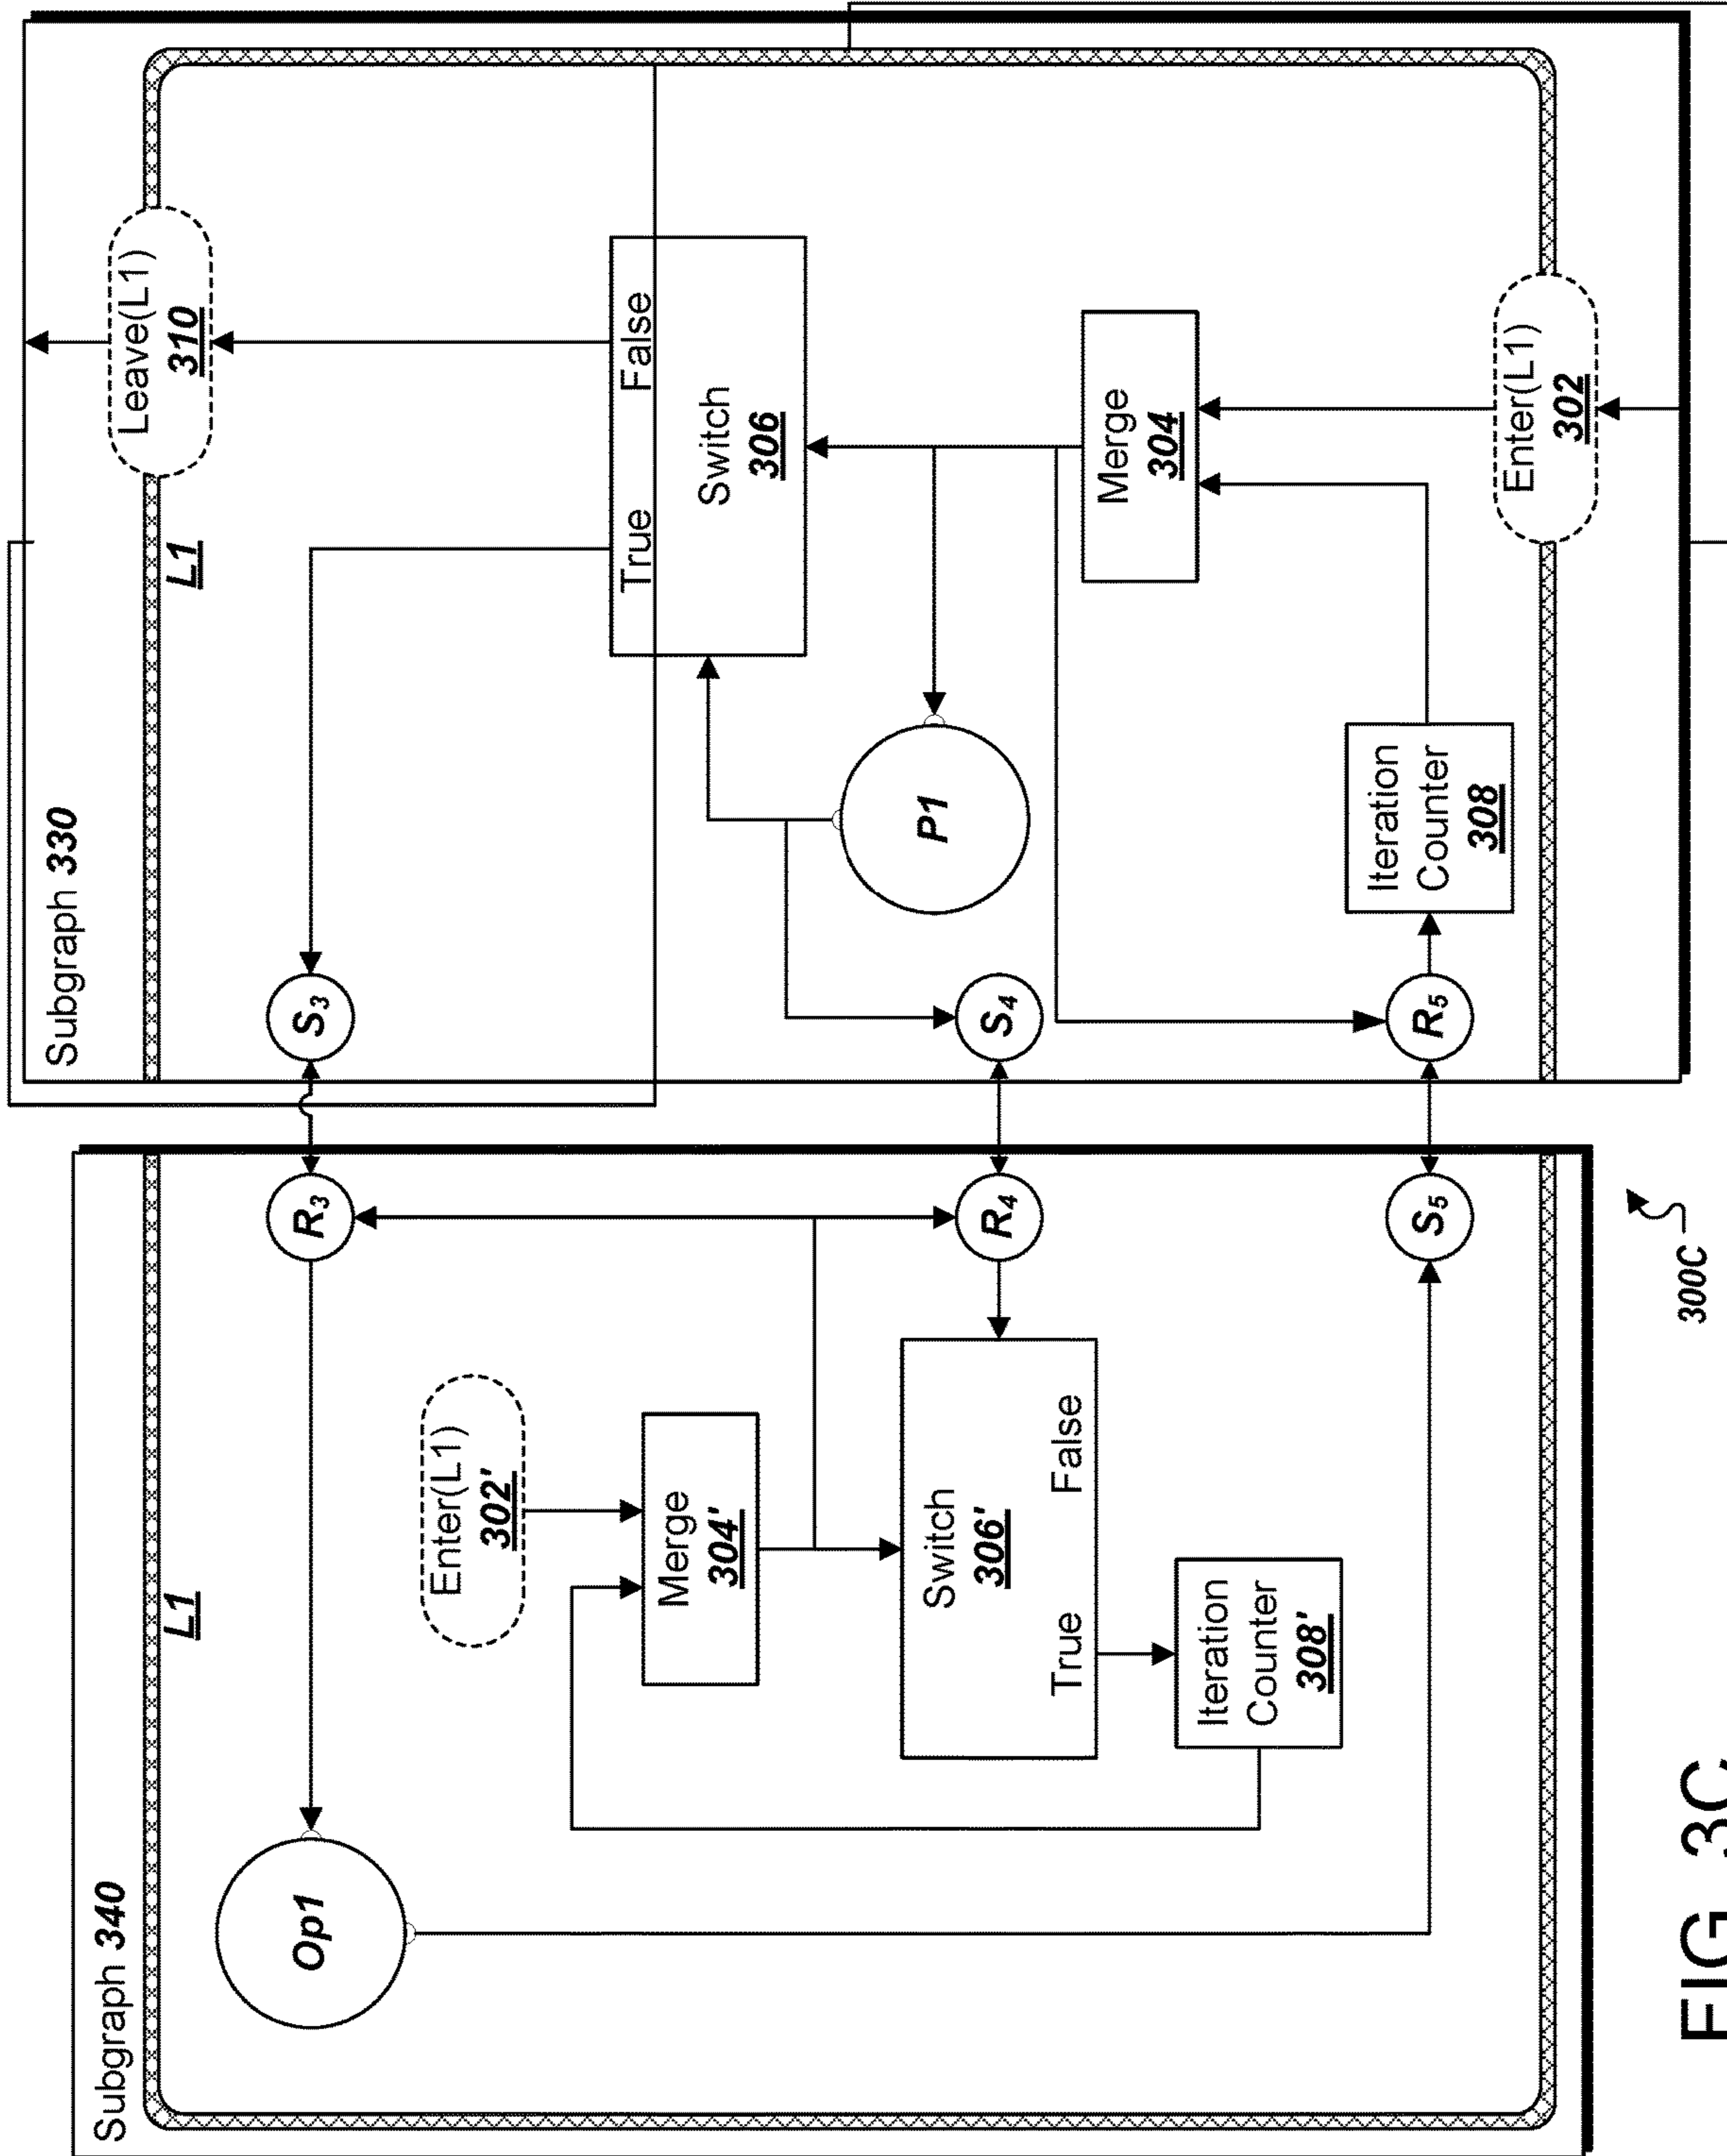 Subgraph 340
L1
Op1
Enter(L1)
302'
Merge
304'
Switch
306'
True False
Iteration
Counter
308'
R3
R4
S5
Subgraph 330
L1
Leave(L1)
310
S3
True False
Switch
306
P1
S4
Merge
304
Iteration
Counter
308
R5
Enter(L1)
302
300C
FIG. 3C